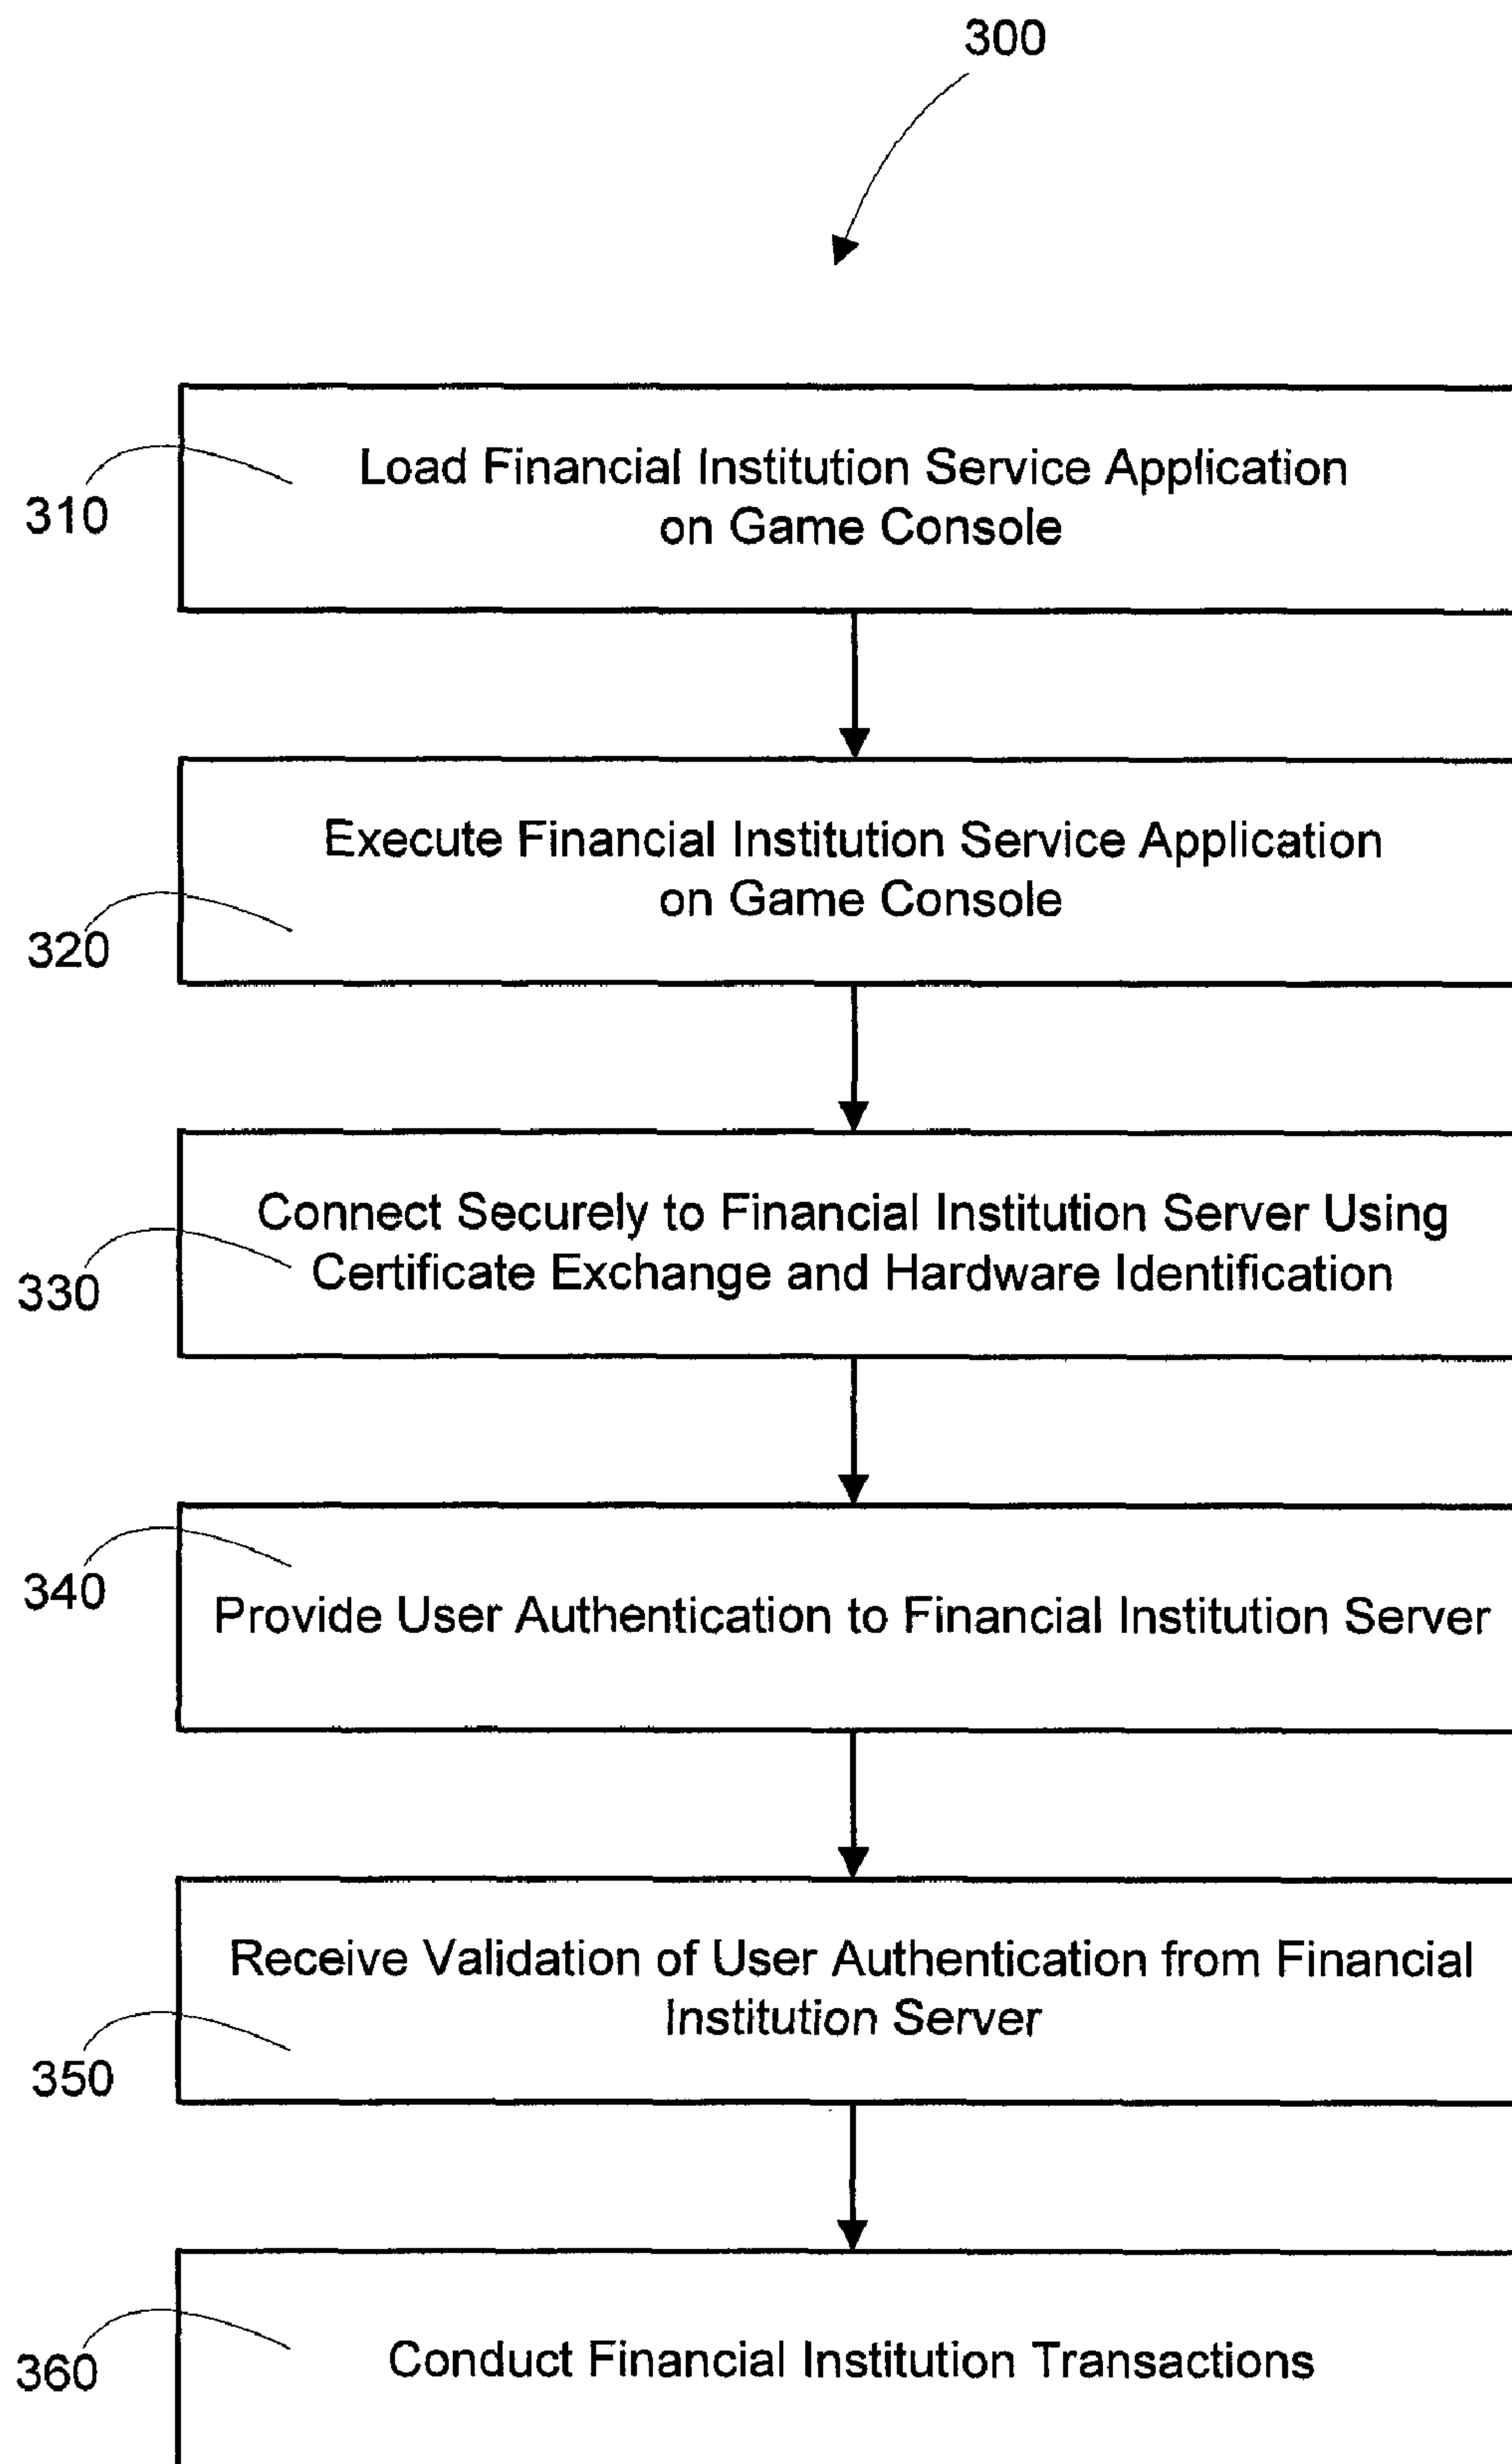 300
310
Load Financial Institution Service Application
on Game Console
320
Execute Financial Institution Service Application
on Game Console
330
Connect Securely to Financial Institution Server Using
Certificate Exchange and Hardware Identification
340
Provide User Authentication to Financial Institution Server
350
Receive Validation of User Authentication from Financial
Institution Server
360
Conduct Financial Institution Transactions